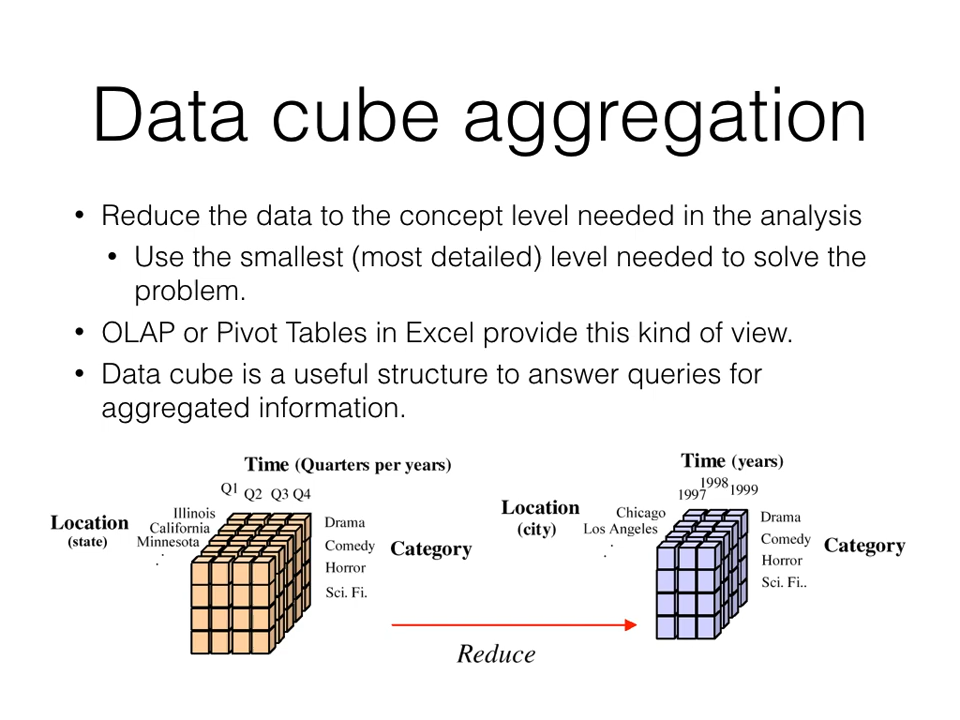 Data cube aggregation
• Reduce the data to the concept level needed in the analysis
• Use the smallest (most detailed) level needed to solve the
problem.
• OLAP or Pivot Tables in Excel provide this kind of view.
• Data cube is a useful structure to answer queries for
aggregated information.
Time (Quarters per years)
Q1 Q2 Q3 Q4
Location
(state)
Illinois
California
Minnesota
Drama
Comedy
Horror
Sci. Fi.
Category
Reduce
Time (years)
1997 1998 1999
Location
(city)
Chicago
Los Angeles
Drama
Comedy
Horror
Sci. Fi..
Category